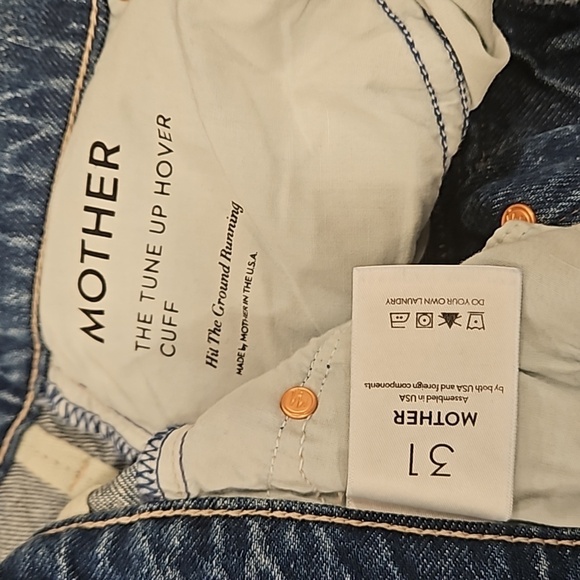 MOTHER
THE TUNE UP HOVER
CUFF
Hit The Ground Running
MADE by MOTHER IN THE U.S.A.
31
MOTHER
Assembled in USA
by both USA and foreign components
DO YOUR OWN LAUNDRY